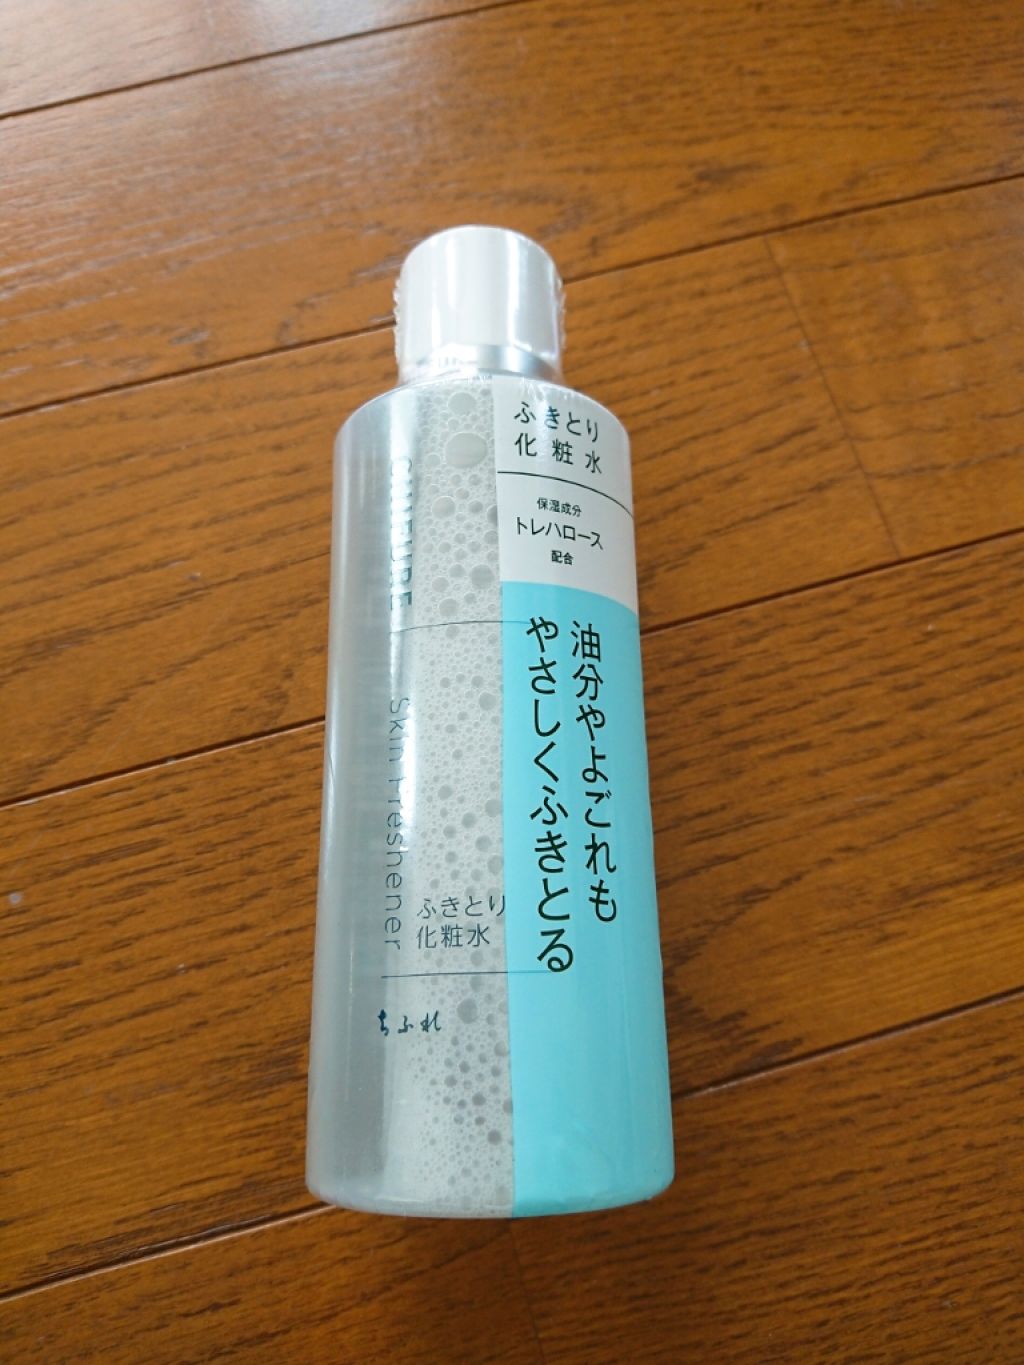 ふきとり
化粧水
保湿成分
トレハロース
配合
油分やよごれも
やさしくふきとる
CHIFURE
Skin Freshener
ふきとり
化粧水
ちふれ